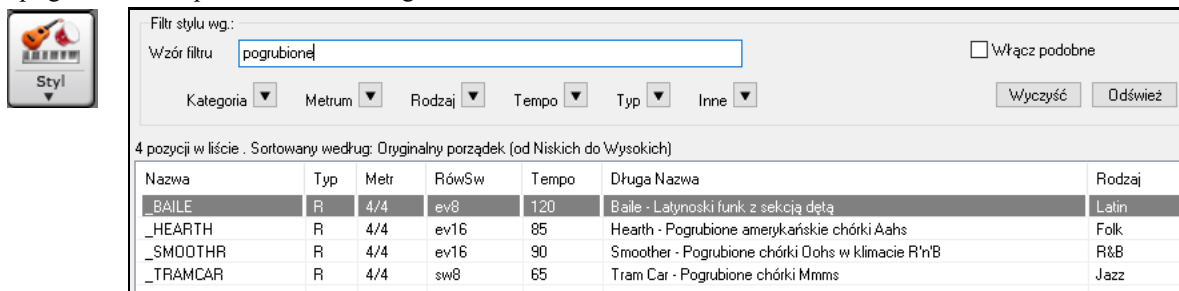 Filtr stylu wg.:
Wzór filtru pogrubione Włącz podobne
Styl
Kategoria Metrum Rodzaj Tempo Typ Inne Wyczyść Odśwież
4 pozycji w liście . Sortowany według: Oryginalny porządek (od Niskich do Wysokich)
Nazwa Typ Metr RówSw Tempo Długa Nazwa Rodzaj
_BAILE R 4/4 ev8 120 Baile - Latynoski funk z sekcją dętą Latin
_HEARTH R 4/4 ev16 85 Hearth - Pogrubione amerykańskie chórki Aahs Folk
_SMOOTHR R 4/4 ev16 90 Smoother - Pogrubione chórki Oohs w klimacie R'n'B R&B
_TRAMCAR R 4/4 sw8 65 Tram Car - Pogrubione chórki Mmms Jazz